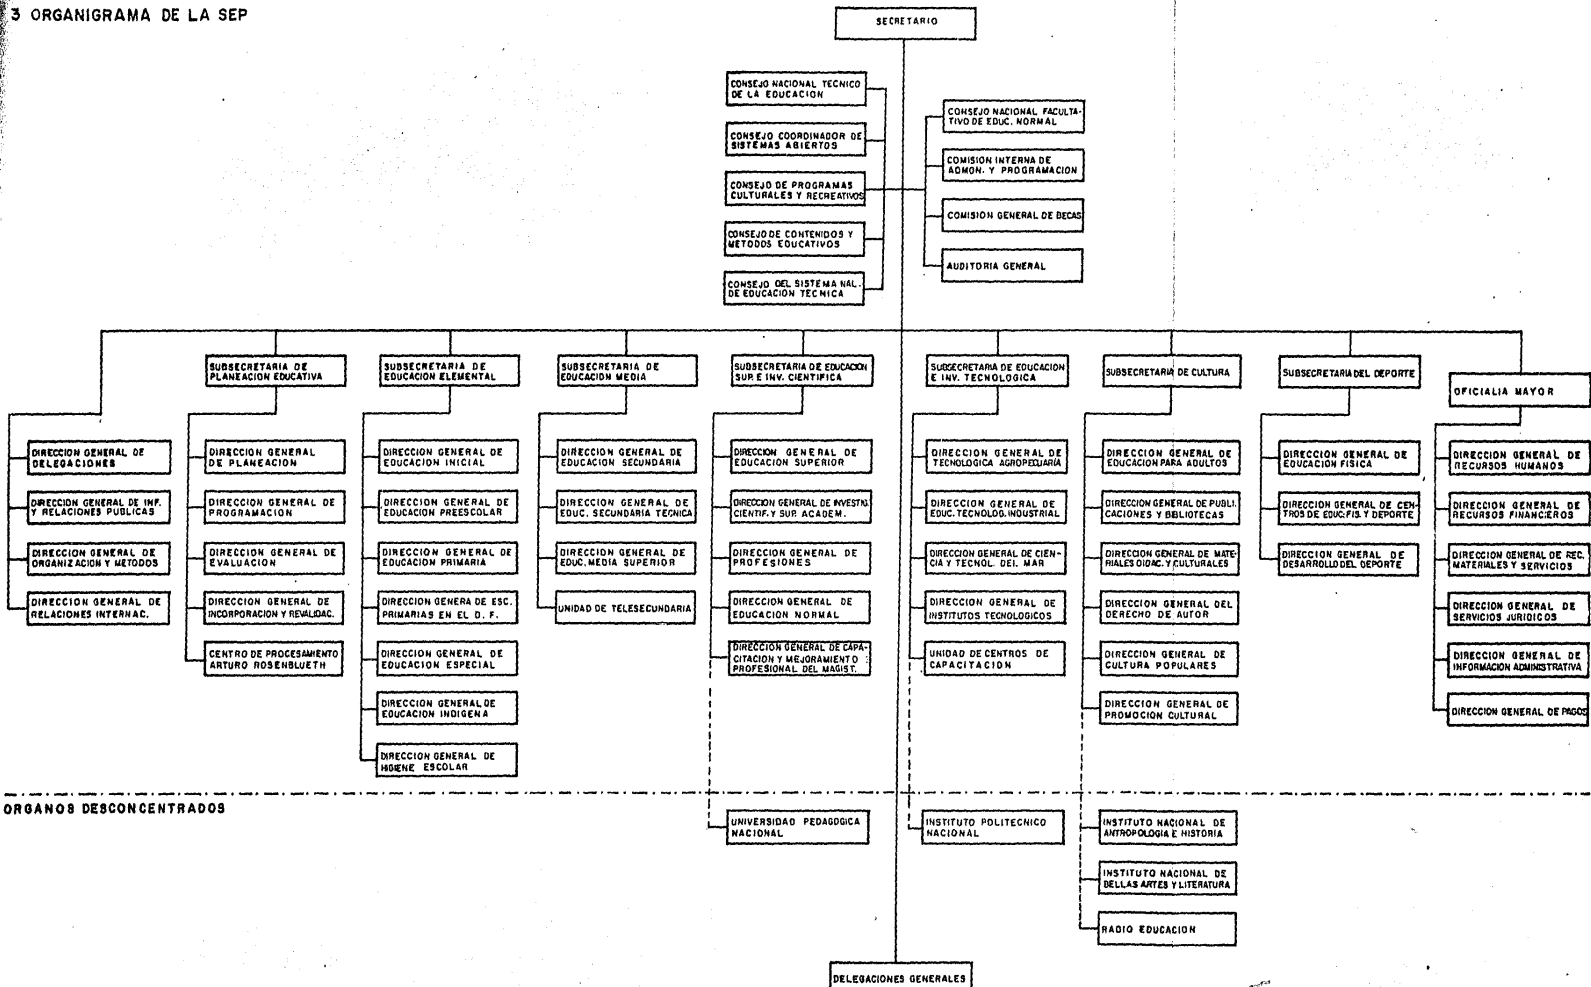 3 ORGANIGRAMA DE LA SEP
SECRETARIO
CONSEJO NACIONAL TECNICO
DE LA EDUCACION
CONSEJO COORDINADOR DE
SISTEMAS ABIERTOS
CONSEJO DE PROGRAMAS
CULTURALES Y RECREATIVOS
CONSEJO DE CONTENIDOS Y
METODOS EDUCATIVOS
CONSEJO DEL SISTEMA NAL.
DE EDUCACION TECNICA
CONSEJO NACIONAL FACULTA-
TIVO DE EDUC. NORMAL
COMISION INTERNA DE
ADMON. Y PROGRAMACION
COMISION GENERAL DE BECAS
AUDITORIA GENERAL
DIRECCION GENERAL DE
DELEGACIONES
DIRECCION GENERAL DE INF.
Y RELACIONES PUBLICAS
DIRECCION GENERAL DE
ORGANIZACION Y METODOS
DIRECCION GENERAL DE
RELACIONES INTERNAC.
SUBSECRETARIA DE
PLANEACION EDUCATIVA
DIRECCION GENERAL
DE PLANEACION
DIRECCION GENERAL DE
PROGRAMACION
DIRECCION GENERAL DE
EVALUACION
DIRECCION GENERAL DE
INCORPORACION Y REVALIDAC.
CENTRO DE PROCESAMIENTO
ARTURO ROSENBLUETH
SUBSECRETARIA DE
EDUCACION ELEMENTAL
DIRECCION GENERAL DE
EDUCACION INICIAL
DIRECCION GENERAL DE
EDUCACION PREESCOLAR
DIRECCION GENERAL DE
EDUCACION PRIMARIA
DIRECCION GENERA DE ESC.
PRIMARIAS EN EL D. F.
DIRECCION GENERAL DE
EDUCACION ESPECIAL
DIRECCION GENERAL DE
EDUCACION INDIGENA
DIRECCION GENERAL DE
HIGIENE ESCOLAR
SUBSECRETARIA DE
EDUCACION MEDIA
DIRECCION GENERAL DE
EDUCACION SECUNDARIA
DIRECCION GENERAL DE
EDUC. SECUNDARIA TECNICA
DIRECCION GENERAL DE
EDUC. MEDIA SUPERIOR
UNIDAD DE TELESECUNDARIA
SUBSECRETARIA DE EDUCACION
SUP. E INV. CIENTIFICA
DIRECCION GENERAL DE
EDUCACION SUPERIOR
DIRECCION GENERAL DE INVESTIG.
CIENTIF. Y SUP. ACADEM.
DIRECCION GENERAL DE
PROFESIONES
DIRECCION GENERAL DE
EDUCACION NORMAL
DIRECCION GENERAL DE CAPA-
CITACION Y MEJORAMIENTO
PROFESIONAL DEL MAGIST.
SUBSECRETARIA DE EDUCACION
E INV. TECNOLOGICA
DIRECCION GENERAL DE
TECNOLOGICA AGROPECUARIA
DIRECCION GENERAL DE
EDUC. TECNOLOG. INDUSTRIAL
DIRECCION GENERAL DE CIEN-
CIA Y TECNOL. DEL MAR
DIRECCION GENERAL DE
INSTITUTOS TECNOLOGICOS
UNIDAD DE CENTROS DE
CAPACITACION
SUBSECRETARIA DE CULTURA
DIRECCION GENERAL DE
EDUCACION PARA ADULTOS
DIRECCION GENERAL DE PUBLI.
CACIONES Y BIBLIOTECAS
DIRECCION GENERAL DE MATE-
RIALES DIDAC. Y CULTURALES
DIRECCION GENERAL DEL
DERECHO DE AUTOR
DIRECCION GENERAL DE
CULTURA POPULARES
DIRECCION GENERAL DE
PROMOCION CULTURAL
SUBSECRETARIA DEL DEPORTE
DIRECCION GENERAL DE
EDUCACION FISICA
DIRECCION GENERAL DE CEN-
TROS DE EDUC. FIS. Y DEPORTE
DIRECCION GENERAL DE
DESARROLLO DEL DEPORTE
OFICIALIA MAYOR
DIRECCION GENERAL DE
RECURSOS HUMANOS
DIRECCION GENERAL DE
RECURSOS FINANCIEROS
DIRECCION GENERAL DE REC.
MATERIALES Y SERVICIOS
DIRECCION GENERAL DE
SERVICIOS JURIDICOS
DIRECCION GENERAL DE
INFORMACION ADMINISTRATIVA
DIRECCION GENERAL DE PAGOS
ORGANOS DESCONCENTRADOS
UNIVERSIDAD PEDAGOGICA
NACIONAL
INSTITUTO POLITECNICO
NACIONAL
INSTITUTO NACIONAL DE
ANTROPOLOGIA E HISTORIA
INSTITUTO NACIONAL DE
BELLAS ARTES Y LITERATURA
RADIO EDUCACION
DELEGACIONES GENERALES